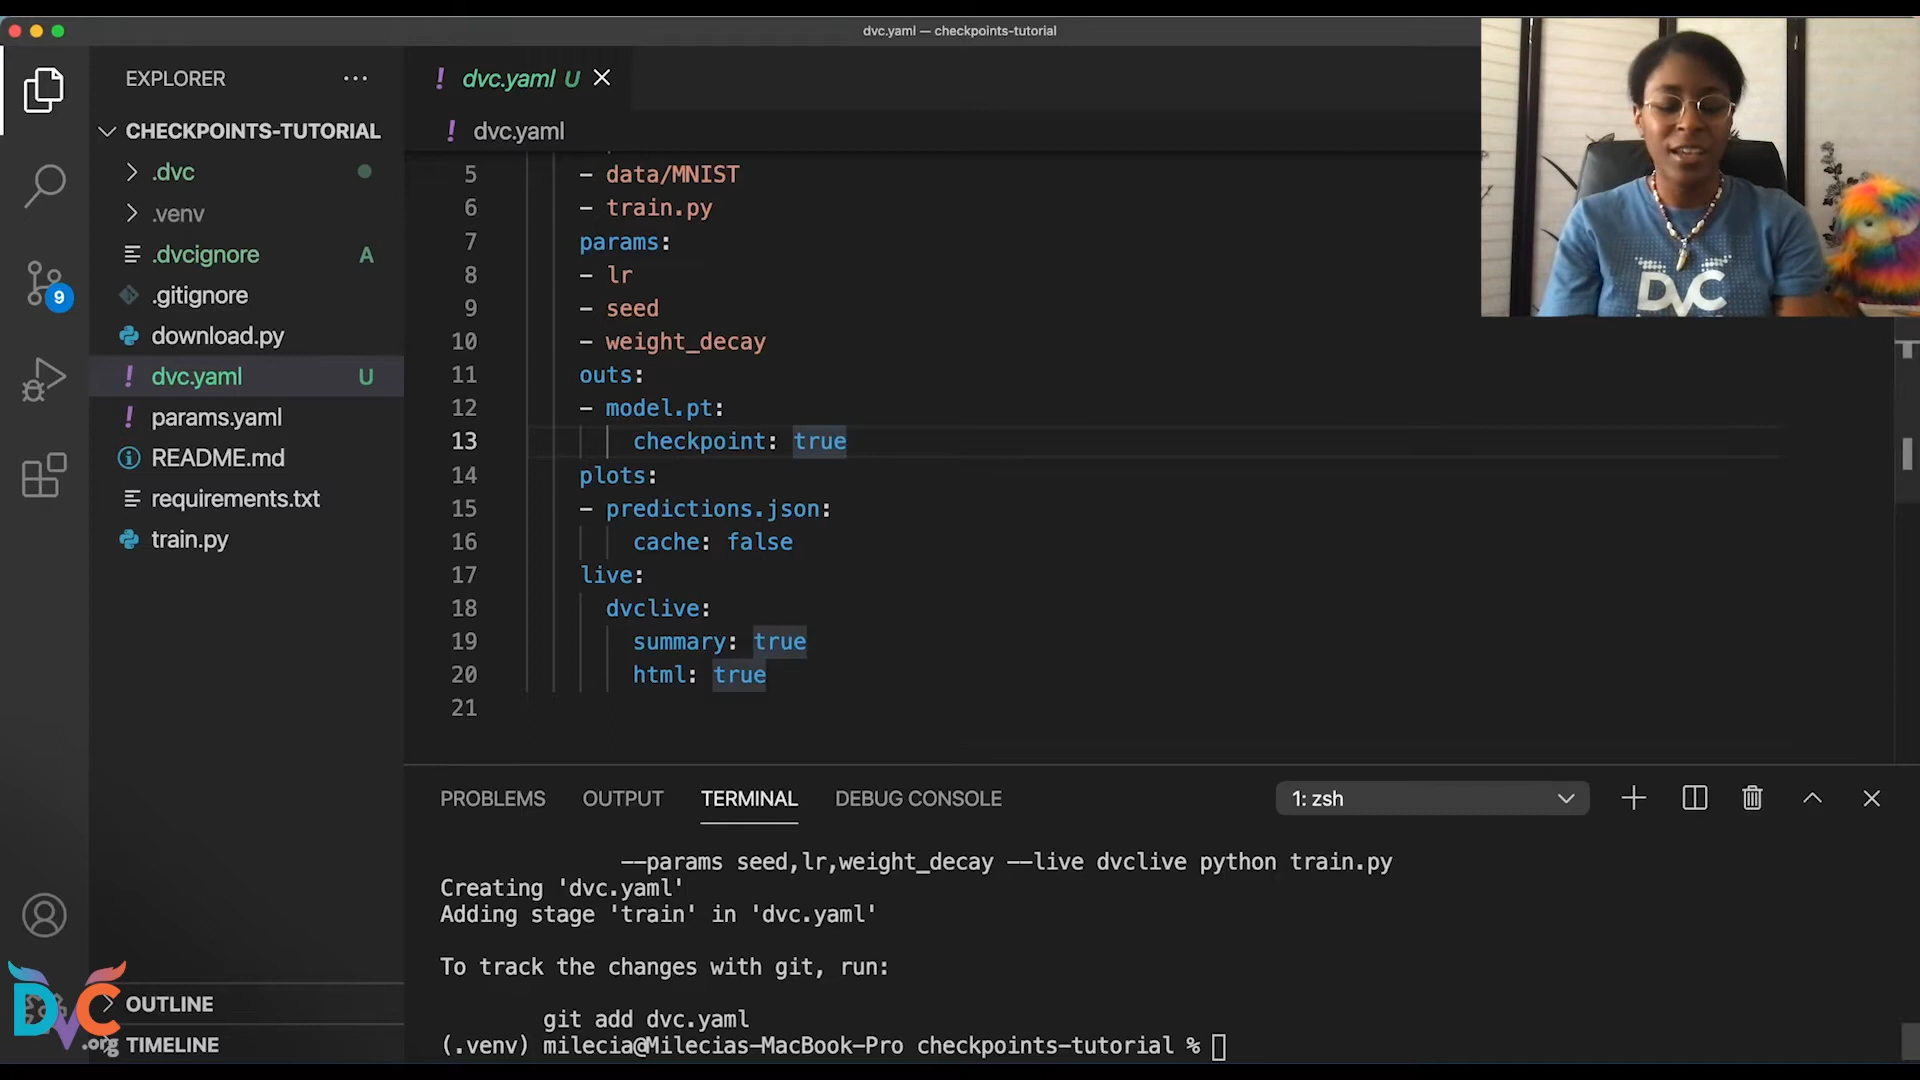 dvc.yaml — checkpoints-tutorial
EXPLORER
dvc.yaml U
CHECKPOINTS-TUTORIAL
dvc.yaml
.dvc
.venv
.dvcignore A
.gitignore
download.py
dvc.yaml U
params.yaml
README.md
requirements.txt
train.py
9
5 - data/MNIST
6 - train.py
7 params:
8 - lr
9 - seed
10 - weight_decay
11 outs:
12 - model.pt:
13 checkpoint: true
14 plots:
15 - predictions.json:
16 cache: false
17 live:
18 dvclive:
19 summary: true
20 html: true
21
DVC
PROBLEMS OUTPUT TERMINAL DEBUG CONSOLE
1: zsh
--params seed,lr,weight_decay --live dvclive python train.py
Creating 'dvc.yaml'
Adding stage 'train' in 'dvc.yaml'
To track the changes with git, run:
git add dvc.yaml
(.venv) milecia@Milecias-MacBook-Pro checkpoints-tutorial %
OUTLINE
TIMELINE
DVC
.org